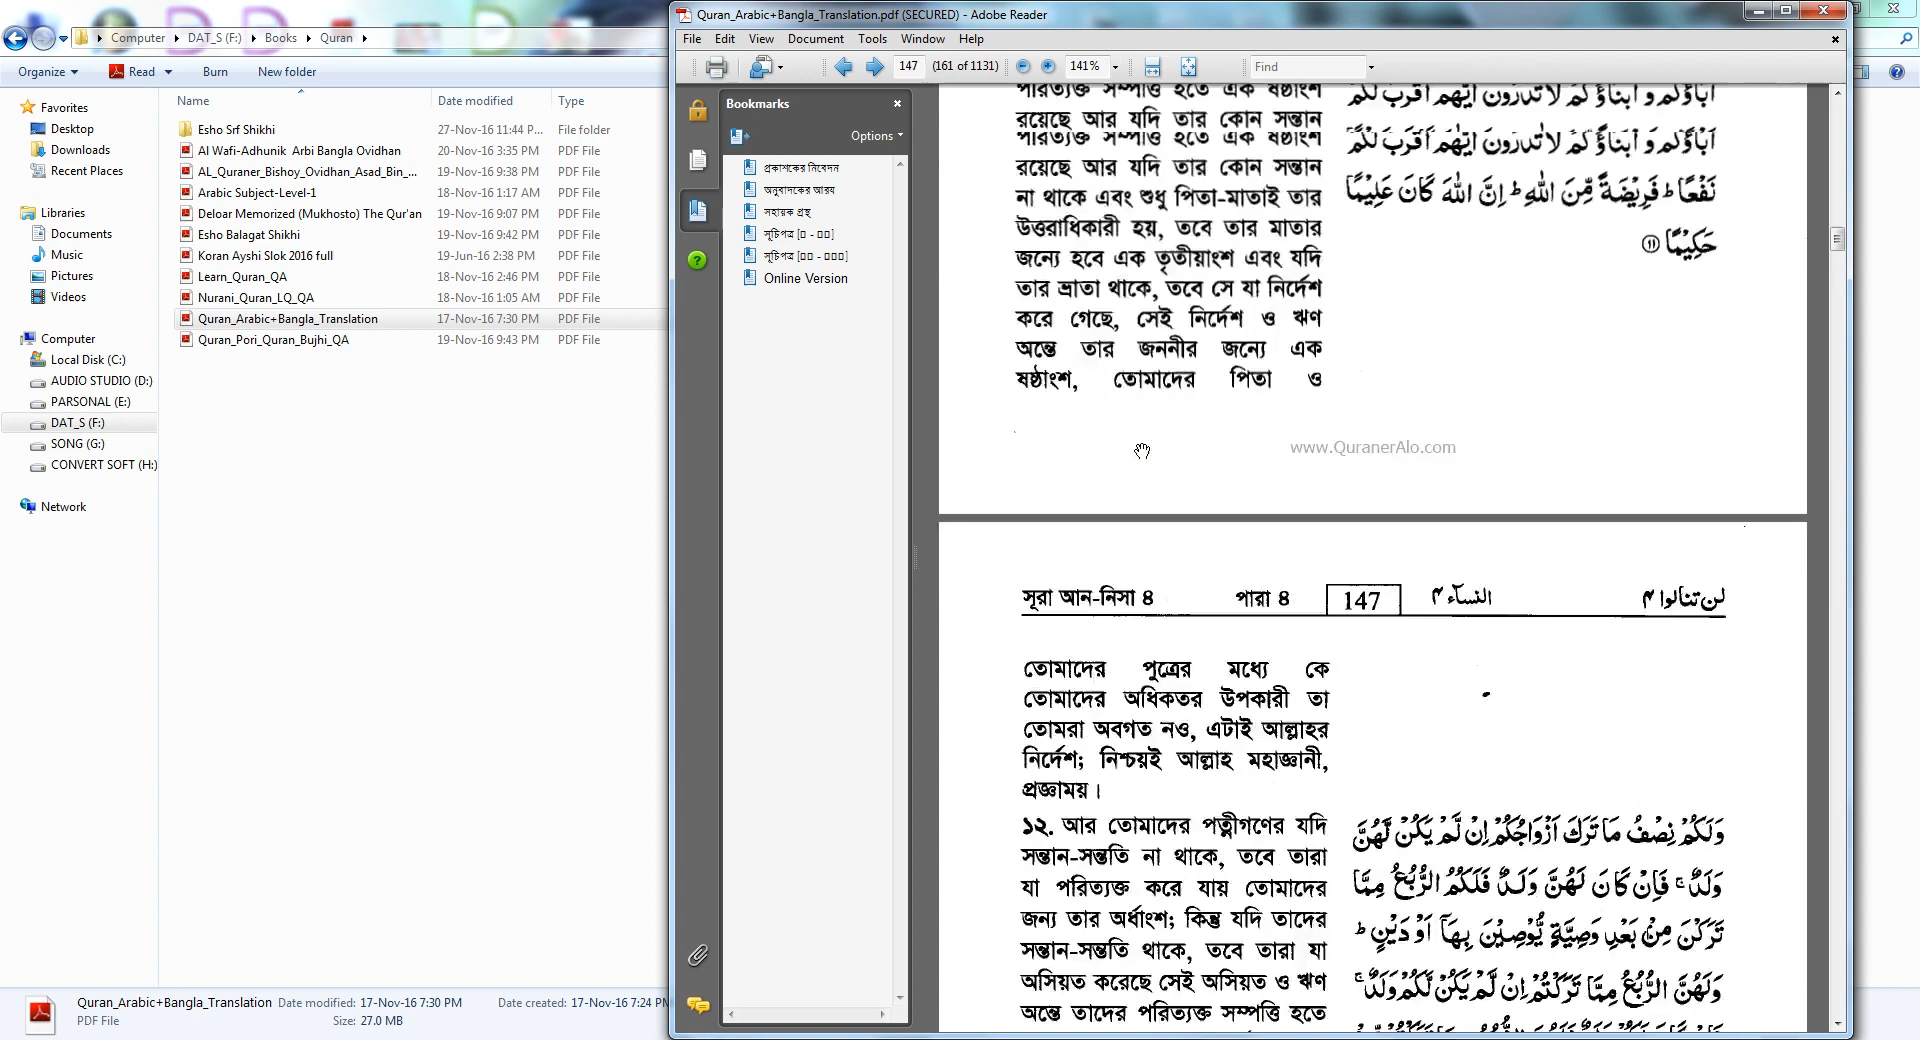 Computer ▸ DAT_S (F:) ▸ Books ▸ Quran ▸
Organize Read Burn New folder
Name Date modified Type
Favorites
Desktop
Downloads
Recent Places
Libraries
Documents
Music
Pictures
Videos
Computer
Local Disk (C:)
AUDIO STUDIO (D:)
PARSONAL (E:)
DAT_S (F:)
SONG (G:)
CONVERT SOFT (H:)
Network
Esho Srf Shikhi 27-Nov-16 11:44 P... File folder
Al Wafi-Adhunik Arbi Bangla Ovidhan 20-Nov-16 3:35 PM PDF File
AL_Quraner_Bishoy_Ovidhan_Asad_Bin_... 19-Nov-16 9:38 PM PDF File
Arabic Subject-Level-1 18-Nov-16 1:17 AM PDF File
Deloar Memorized (Mukhosto) The Qur'an 19-Nov-16 9:07 PM PDF File
Esho Balagat Shikhi 19-Nov-16 9:42 PM PDF File
Koran Ayshi Slok 2016 full 19-Jun-16 2:38 PM PDF File
Learn_Quran_QA 18-Nov-16 2:46 PM PDF File
Nurani_Quran_LQ_QA 18-Nov-16 1:05 AM PDF File
Quran_Arabic+Bangla_Translation 17-Nov-16 7:30 PM PDF File
Quran_Pori_Quran_Bujhi_QA 19-Nov-16 9:43 PM PDF File
Quran_Arabic+Bangla_Translation Date modified: 17-Nov-16 7:30 PM Date created: 17-Nov-16 7:24 PM
PDF File Size: 27.0 MB
Quran_Arabic+Bangla_Translation.pdf (SECURED) - Adobe Reader
File Edit View Document Tools Window Help
147 (161 of 1131) 141% Find
Bookmarks
Options
প্রকাশকের নিবেদন
অনুবাদকের আরয
সহায়ক গ্রন্থ
সূচিপত্র [▯ - ▯▯]
সূচিপত্র [▯▯ - ▯▯▯]
Online Version
পরিত্যক্ত সম্পত্তি হতে এক ষষ্ঠাংশ
রয়েছে আর যদি তার কোন সন্তান
পরিত্যক্ত সম্পত্তি হতে এক ষষ্ঠাংশ
রয়েছে আর যদি তার কোন সন্তান
না থাকে এবং শুধু পিতা-মাতাই তার
উত্তরাধিকারী হয়, তবে তার মাতার
জন্যে হবে এক তৃতীয়াংশ এবং যদি
তার ভ্রাতা থাকে, তবে সে যা নির্দেশ
করে গেছে, সেই নির্দেশ ও ঋণ
অন্তে তার জননীর জন্যে এক
ষষ্ঠাংশ, তোমাদের পিতা ও
اٰبَآؤُكُمْ وَ اَبْنَآؤُكُمْ لَا تَدْرُوْنَ اَيُّهُمْ اَقْرَبُ لَكُمْ
اٰبَآؤُكُمْ وَ اَبْنَآؤُكُمْ لَا تَدْرُوْنَ اَيُّهُمْ اَقْرَبُ لَكُمْ
نَفْعًا ؕ فَرِيْضَةً مِّنَ اللّٰهِ ؕ اِنَّ اللّٰهَ كَانَ عَلِيْمًا
حَكِيْمًا ⑪
www.QuranerAlo.com
সূরা আন-নিসা ৪ পারা ৪ 147 النسآء ۴ لن تنالوا ۴
তোমাদের পুত্রের মধ্যে কে
তোমাদের অধিকতর উপকারী তা
তোমরা অবগত নও, এটাই আল্লাহর
নির্দেশ; নিশ্চয়ই আল্লাহ মহাজ্ঞানী,
প্রজ্ঞাময়।
১২. আর তোমাদের পত্নীগণের যদি
সন্তান-সন্ততি না থাকে, তবে তারা
যা পরিত্যক্ত করে যায় তোমাদের
জন্য তার অর্ধাংশ; কিন্তু যদি তাদের
সন্তান-সন্ততি থাকে, তবে তারা যা
অসিয়ত করেছে সেই অসিয়ত ও ঋণ
অন্তে তাদের পরিত্যক্ত সম্পত্তি হতে
وَلَكُمْ نِصْفُ مَا تَرَكَ اَزْوَاجُكُمْ اِنْ لَّمْ يَكُنْ لَّهُنَّ
وَلَدٌ ۚ فَاِنْ كَانَ لَهُنَّ وَلَدٌ فَلَكُمُ الرُّبُعُ مِمَّا
تَرَكْنَ مِنْۢ بَعْدِ وَصِيَّةٍ يُّوْصِيْنَ بِهَآ اَوْ دَيْنٍ ؕ
وَلَهُنَّ الرُّبُعُ مِمَّا تَرَكْتُمْ اِنْ لَّمْ يَكُنْ لَّكُمْ وَلَدٌ ۚ